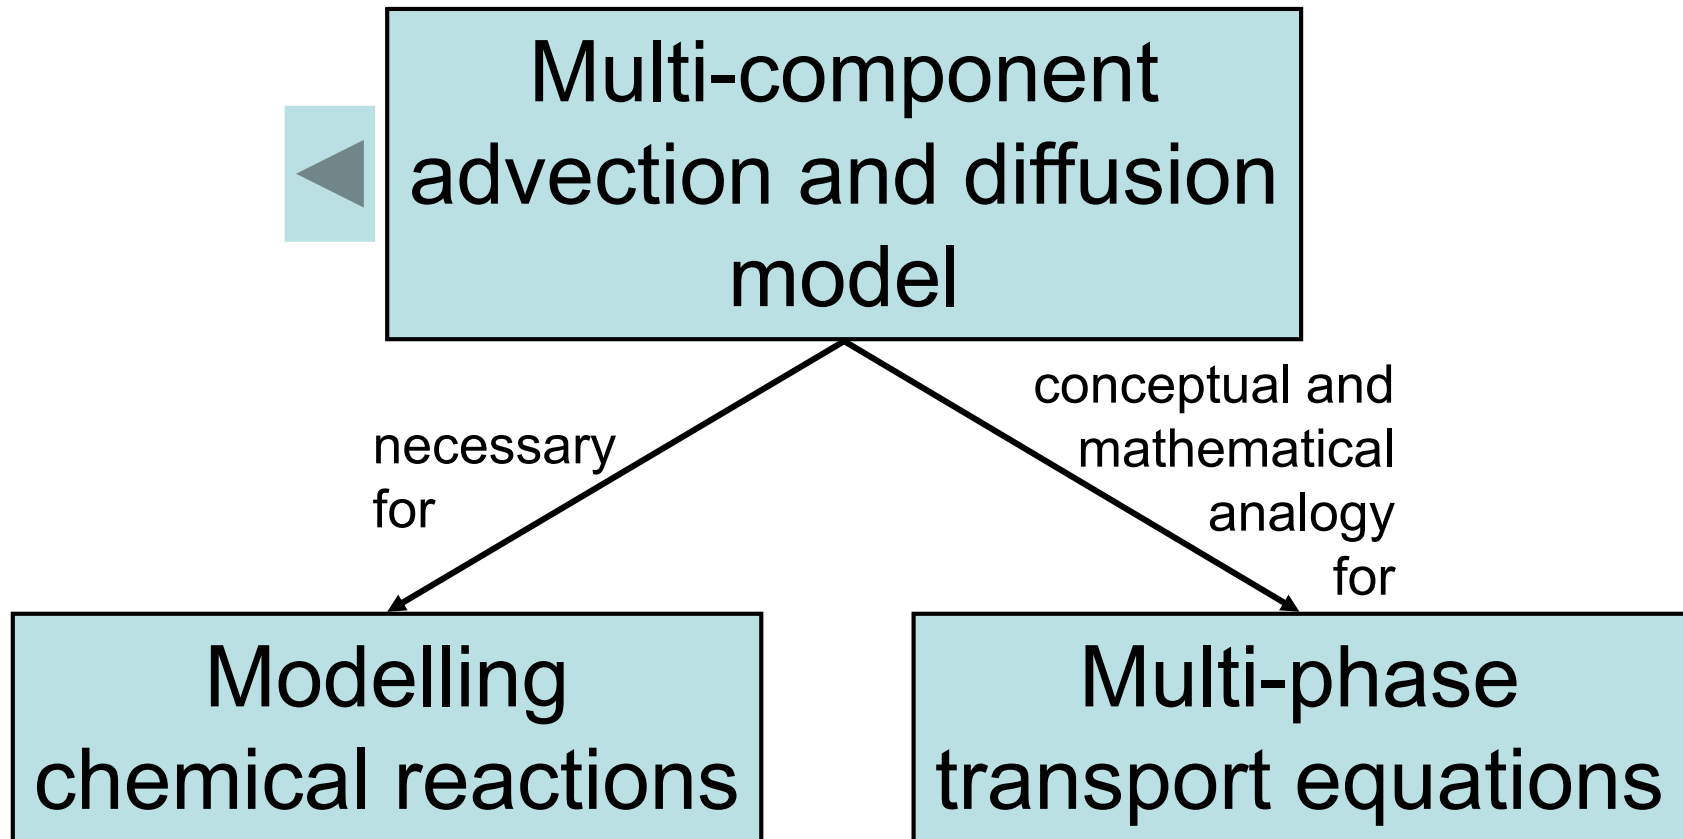 Multi-component
advection and diffusion
model
necessary
for
conceptual and
mathematical
analogy
for
Modelling
chemical reactions
Multi-phase
transport equations